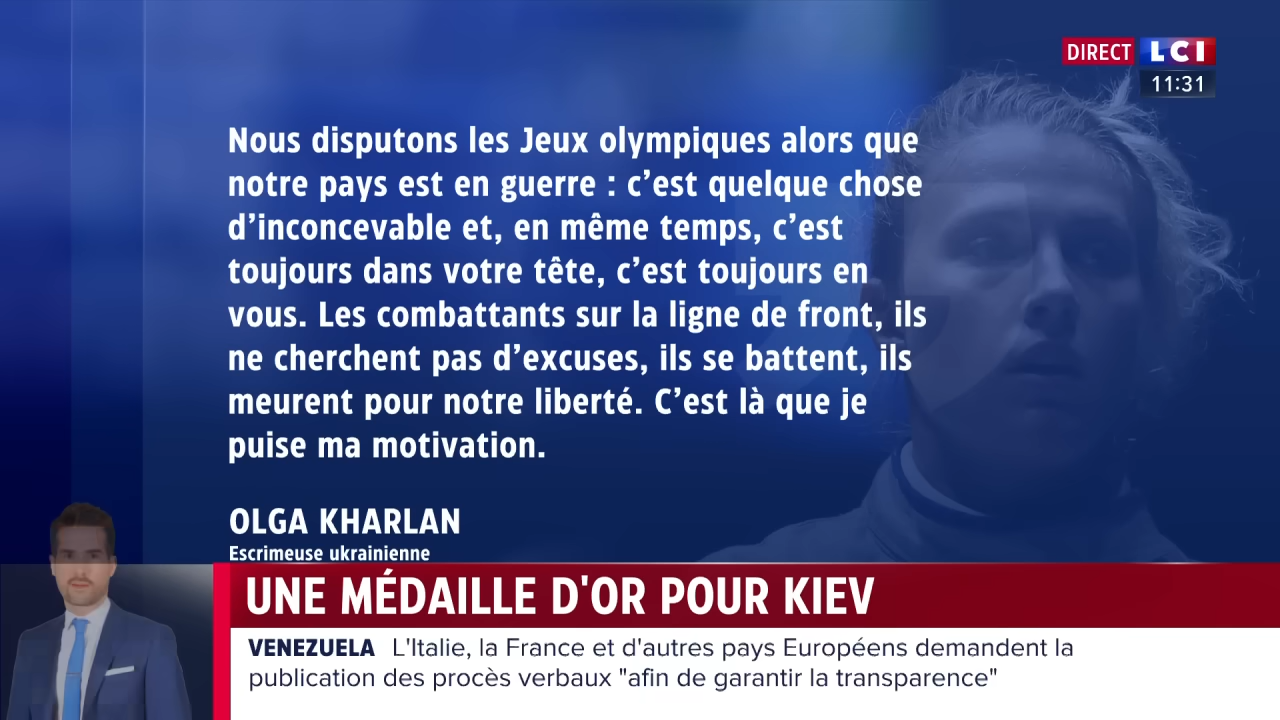 DIRECT LCI
11:31
Nous disputons les Jeux olympiques alors que
notre pays est en guerre : c’est quelque chose
d’inconcevable et, en même temps, c’est
toujours dans votre tête, c’est toujours en
vous. Les combattants sur la ligne de front, ils
ne cherchent pas d’excuses, ils se battent, ils
meurent pour notre liberté. C’est là que je
puise ma motivation.
OLGA KHARLAN
Escrimeuse ukrainienne
UNE MÉDAILLE D'OR POUR KIEV
VENEZUELA L'Italie, la France et d'autres pays Européens demandent la
publication des procès verbaux "afin de garantir la transparence"